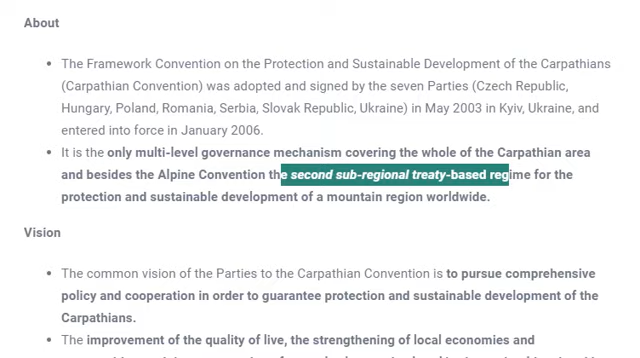 About
The Framework Convention on the Protection and Sustainable Development of the Carpathians
(Carpathian Convention) was adopted and signed by the seven Parties (Czech Republic,
Hungary, Poland, Romania, Serbia, Slovak Republic, Ukraine) in May 2003 in Kyiv, Ukraine, and
entered into force in January 2006.
It is the only multi-level governance mechanism covering the whole of the Carpathian area
and besides the Alpine Convention the second sub-regional treaty-based regime for the
protection and sustainable development of a mountain region worldwide.
Vision
The common vision of the Parties to the Carpathian Convention is to pursue comprehensive
policy and cooperation in order to guarantee protection and sustainable development of the
Carpathians.
The improvement of the quality of live, the strengthening of local economies and